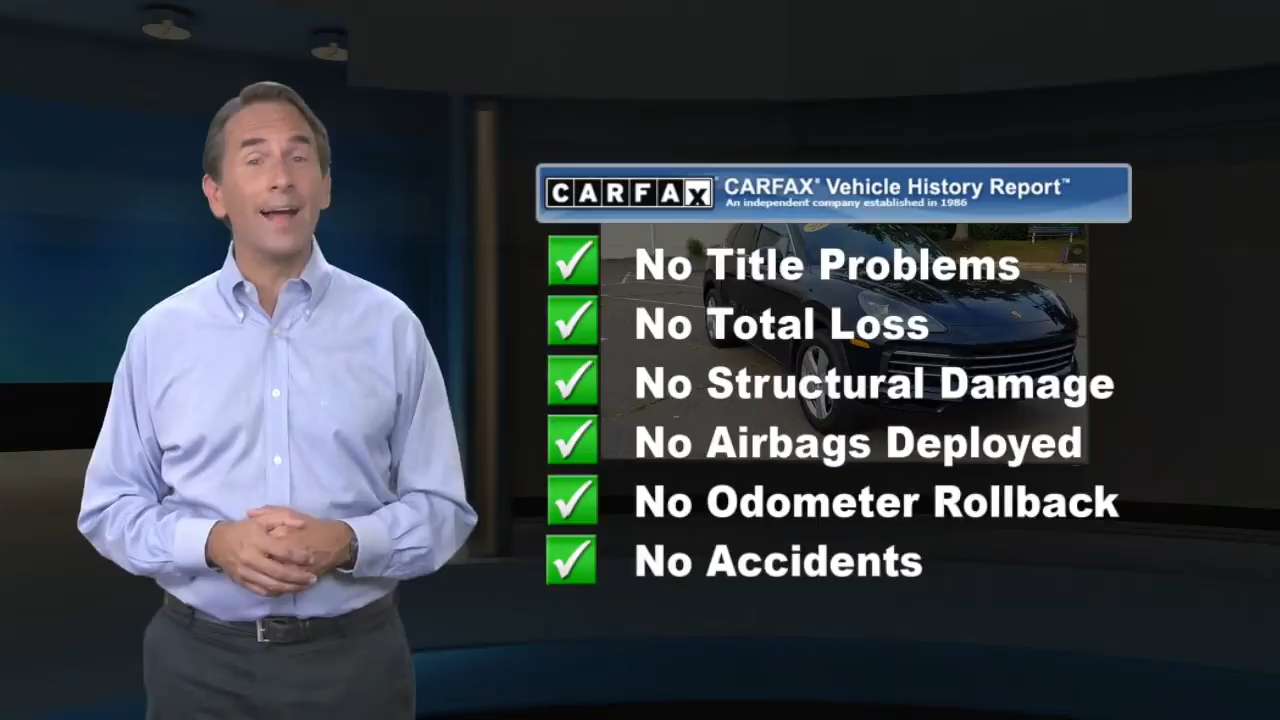 CARFAX
CARFAX® Vehicle History Report™
An independent company established in 1986
No Title Problems
No Total Loss
No Structural Damage
No Airbags Deployed
No Odometer Rollback
No Accidents